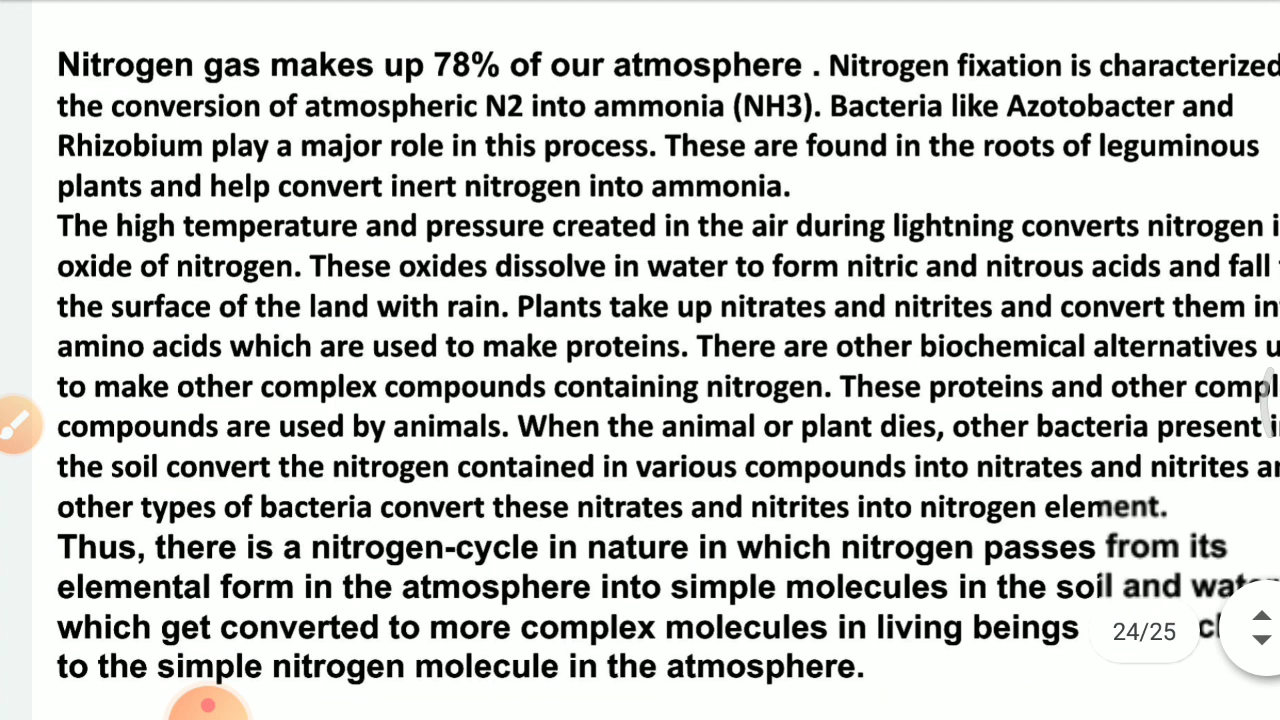 Nitrogen gas makes up 78% of our atmosphere . Nitrogen fixation is characterized
the conversion of atmospheric N2 into ammonia (NH3). Bacteria like Azotobacter and
Rhizobium play a major role in this process. These are found in the roots of leguminous
plants and help convert inert nitrogen into ammonia.
The high temperature and pressure created in the air during lightning converts nitrogen
oxide of nitrogen. These oxides dissolve in water to form nitric and nitrous acids and fall
the surface of the land with rain. Plants take up nitrates and nitrites and convert them
amino acids which are used to make proteins. There are other biochemical alternatives
to make other complex compounds containing nitrogen. These proteins and other
compounds are used by animals. When the animal or plant dies, other bacteria present
the soil convert the nitrogen contained in various compounds into nitrates and nitrites
other types of bacteria convert these nitrates and nitrites into nitrogen element.
Thus, there is a nitrogen-cycle in nature in which nitrogen passes from its
elemental form in the atmosphere into simple molecules in the soil and
which get converted to more complex molecules in living beings
24/25
to the simple nitrogen molecule in the atmosphere.